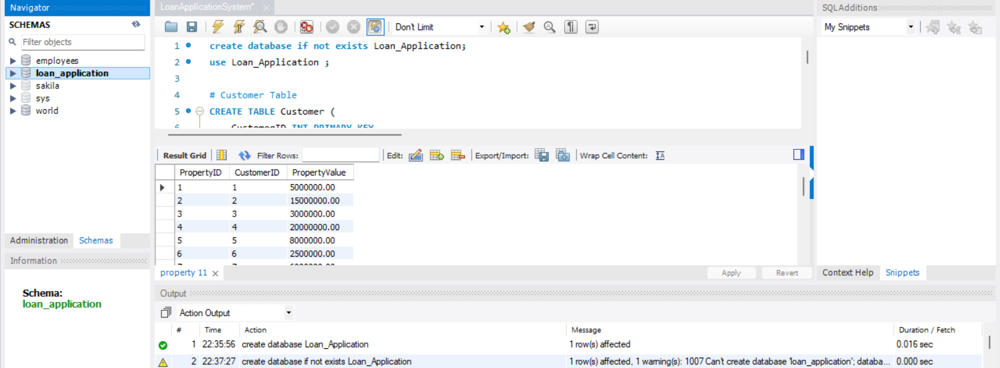 Navigator
SCHEMAS
Filter objects
employees
loan_application
sakila
sys
world
Administration Schemas
Information
Schema:
loan_application
LoanApplicationSystem*
Don't Limit
1 create database if not exists Loan_Application;
2 use Loan_Application ;
3
4 # Customer Table
5 CREATE TABLE Customer (
6 CustomerID INT PRIMARY KEY
Result Grid Filter Rows: Edit: Export/Import: Wrap Cell Content:
PropertyID CustomerID PropertyValue
1 1 5000000.00
2 2 15000000.00
3 3 3000000.00
4 4 20000000.00
5 5 8000000.00
6 6 2500000.00
property 11
Apply Revert
Output
Action Output
# Time Action Message Duration / Fetch
1 22:35:56 create database Loan_Application 1 row(s) affected 0.016 sec
2 22:37:27 create database if not exists Loan_Application 1 row(s) affected, 1 warning(s): 1007 Can't create database 'loan_application'; databa... 0.000 sec
SQLAdditions
My Snippets
Context Help Snippets